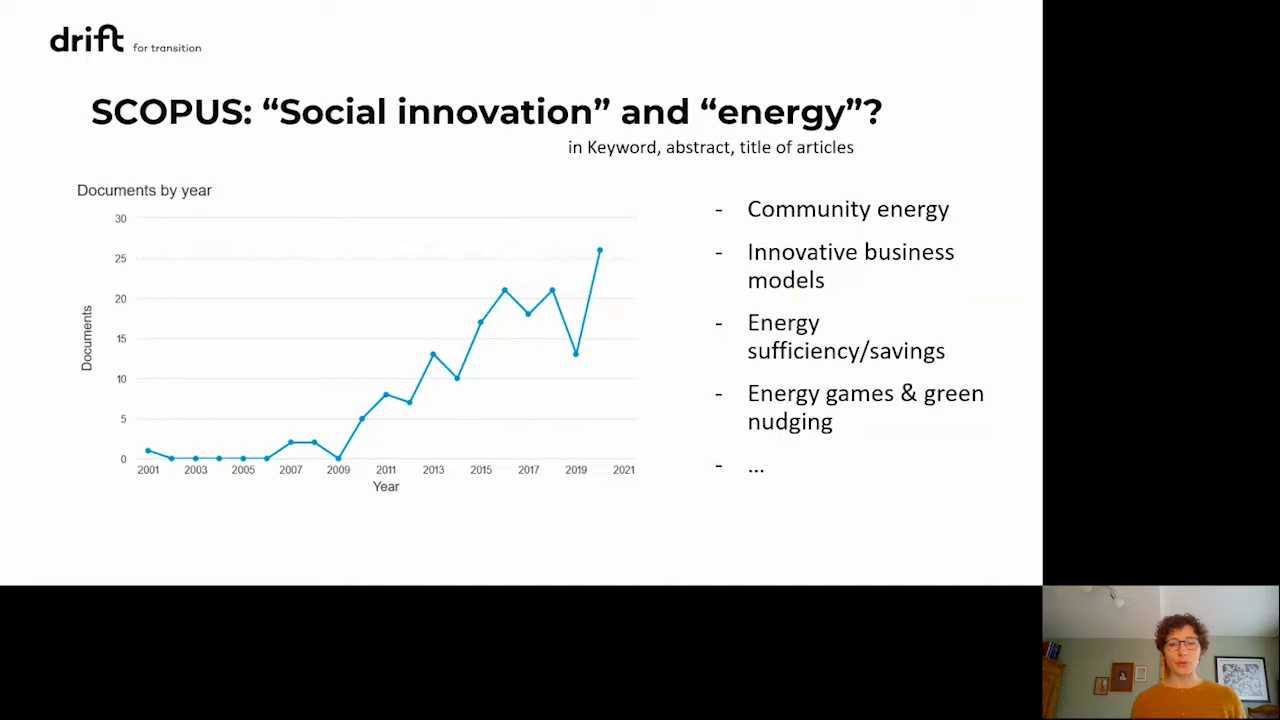 drift for transition
SCOPUS: “Social innovation” and “energy”?
in Keyword, abstract, title of articles
Documents by year
30
25
20
15
10
5
0
Documents
2001 2003 2005 2007 2009 2011 2013 2015 2017 2019 2021
Year
- Community energy
- Innovative business
models
- Energy
sufficiency/savings
- Energy games & green
nudging
- ...